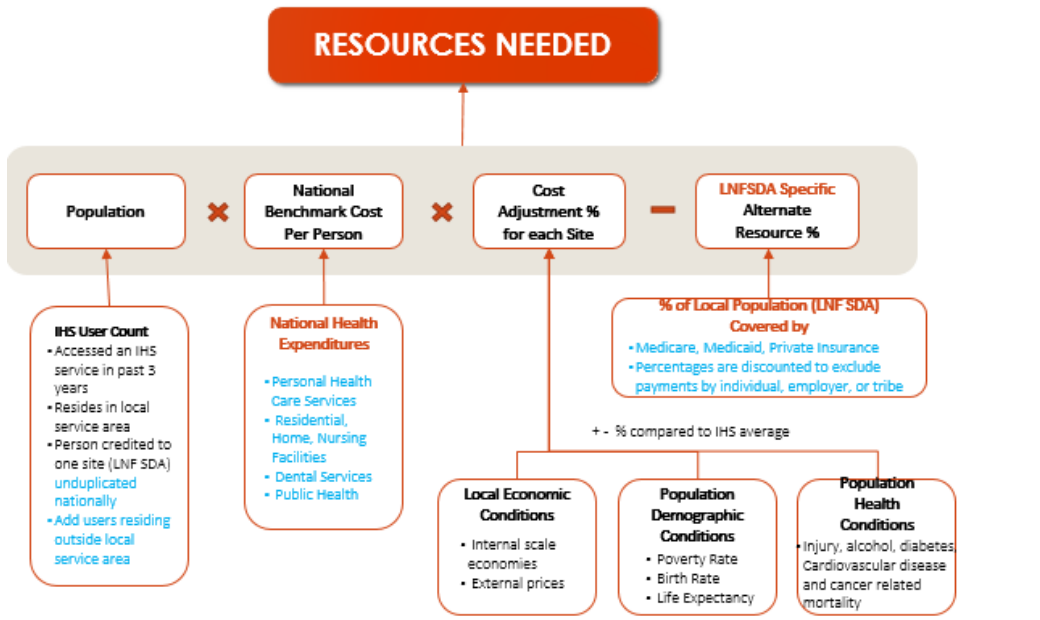 RESOURCES NEEDED
Population
×
National
Benchmark Cost
Per Person
×
Cost
Adjustment %
for each Site
−
LNFSDA Specific
Alternate
Resource %
IHS User Count
▪ Accessed an IHS
service in past 3
years
▪ Resides in local
service area
▪ Person credited to
one site (LNF SDA)
unduplicated
nationally
▪ Add users residing
outside local
service area
National Health
Expenditures
▪ Personal Health
Care Services
▪ Residential,
Home, Nursing
Facilities
▪ Dental Services
▪ Public Health
% of Local Population (LNF SDA)
Covered by
▪ Medicare, Medicaid, Private Insurance
▪ Percentages are discounted to exclude
payments by individual, employer, or tribe
+ - % compared to IHS average
Local Economic
Conditions
▪ Internal scale
economies
▪ External prices
Population
Demographic
Conditions
▪ Poverty Rate
▪ Birth Rate
▪ Life Expectancy
Population
Health
Conditions
▪ Injury, alcohol, diabetes,
Cardiovascular disease
and cancer related
mortality